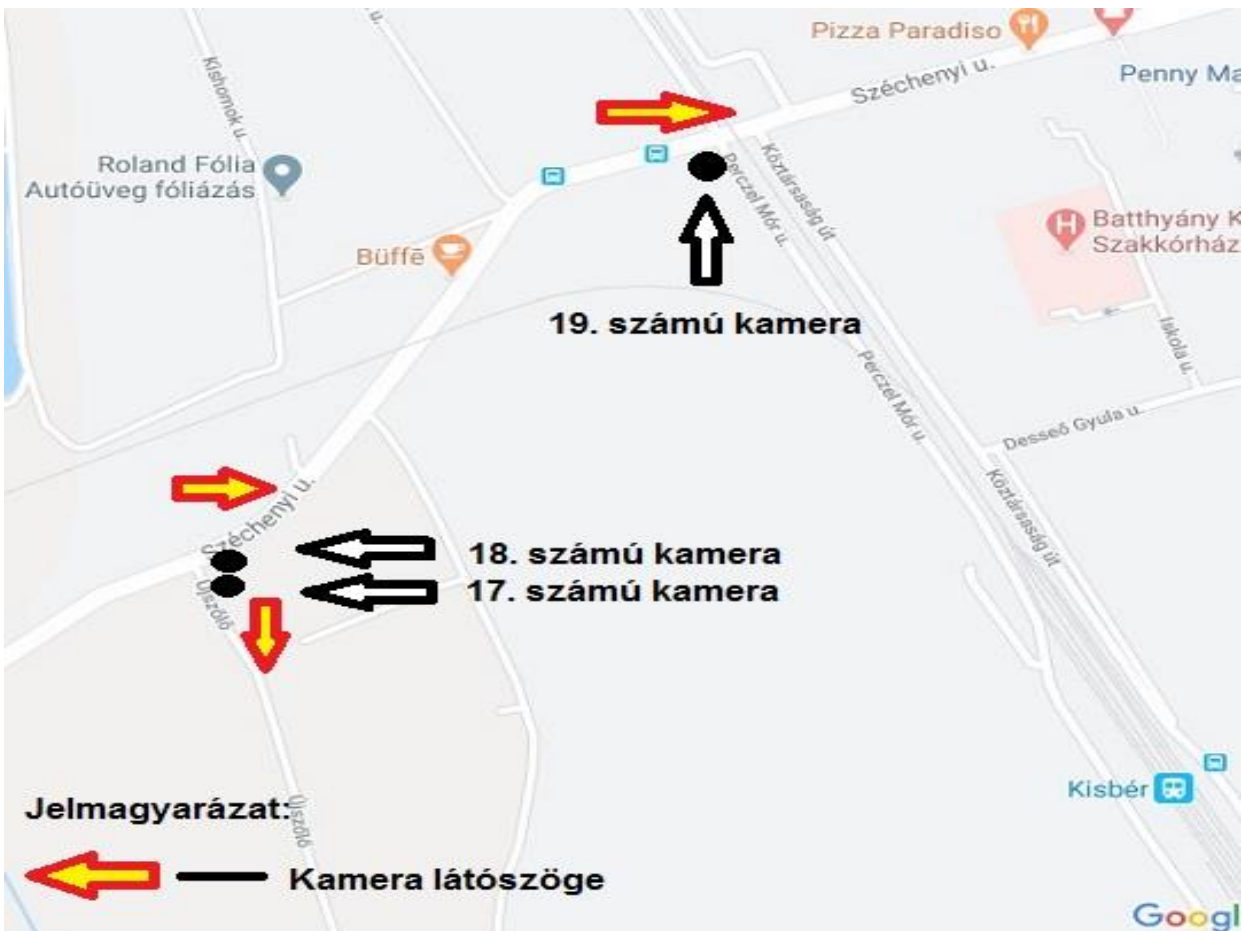 Pizza Paradiso
Széchenyi u.
Penny Ma
Kishomok u.
u.
Roland Fólia
Autóüveg fóliázás
Büffé
Perczel Mór u.
Köztársaság út
Batthyány K
Szakkórház
19. számú kamera
Iskola u.
Perczel Mór u.
Desseő Gyula u.
Köztársaság út
Széchenyi u.
18. számú kamera
17. számú kamera
Újszőlő
Kisbér
Jelmagyarázat:
Újszőlő
Kamera látószöge
Googl